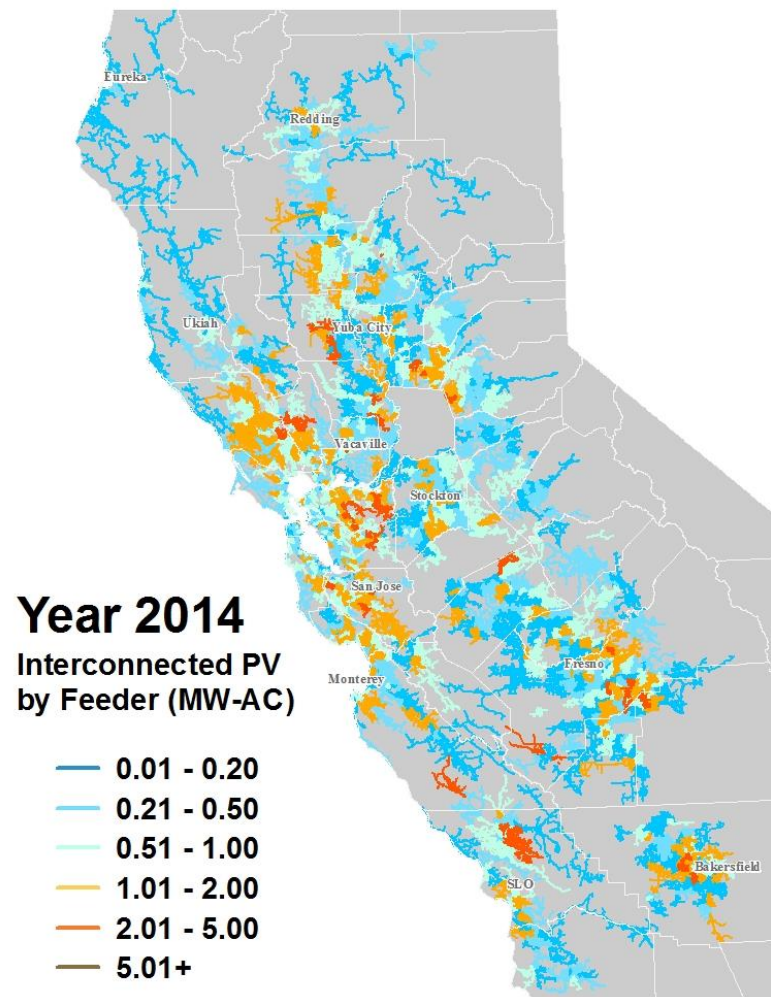 Eureka
Redding
Ukiah
Yuba City
Vacaville
Stockton
San Jose
Year 2014
Interconnected PV
by Feeder (MW-AC)
Monterey
Fresno
0.01 - 0.20
0.21 - 0.50
0.51 - 1.00
1.01 - 2.00
2.01 - 5.00
5.01+
SLO
Bakersfield